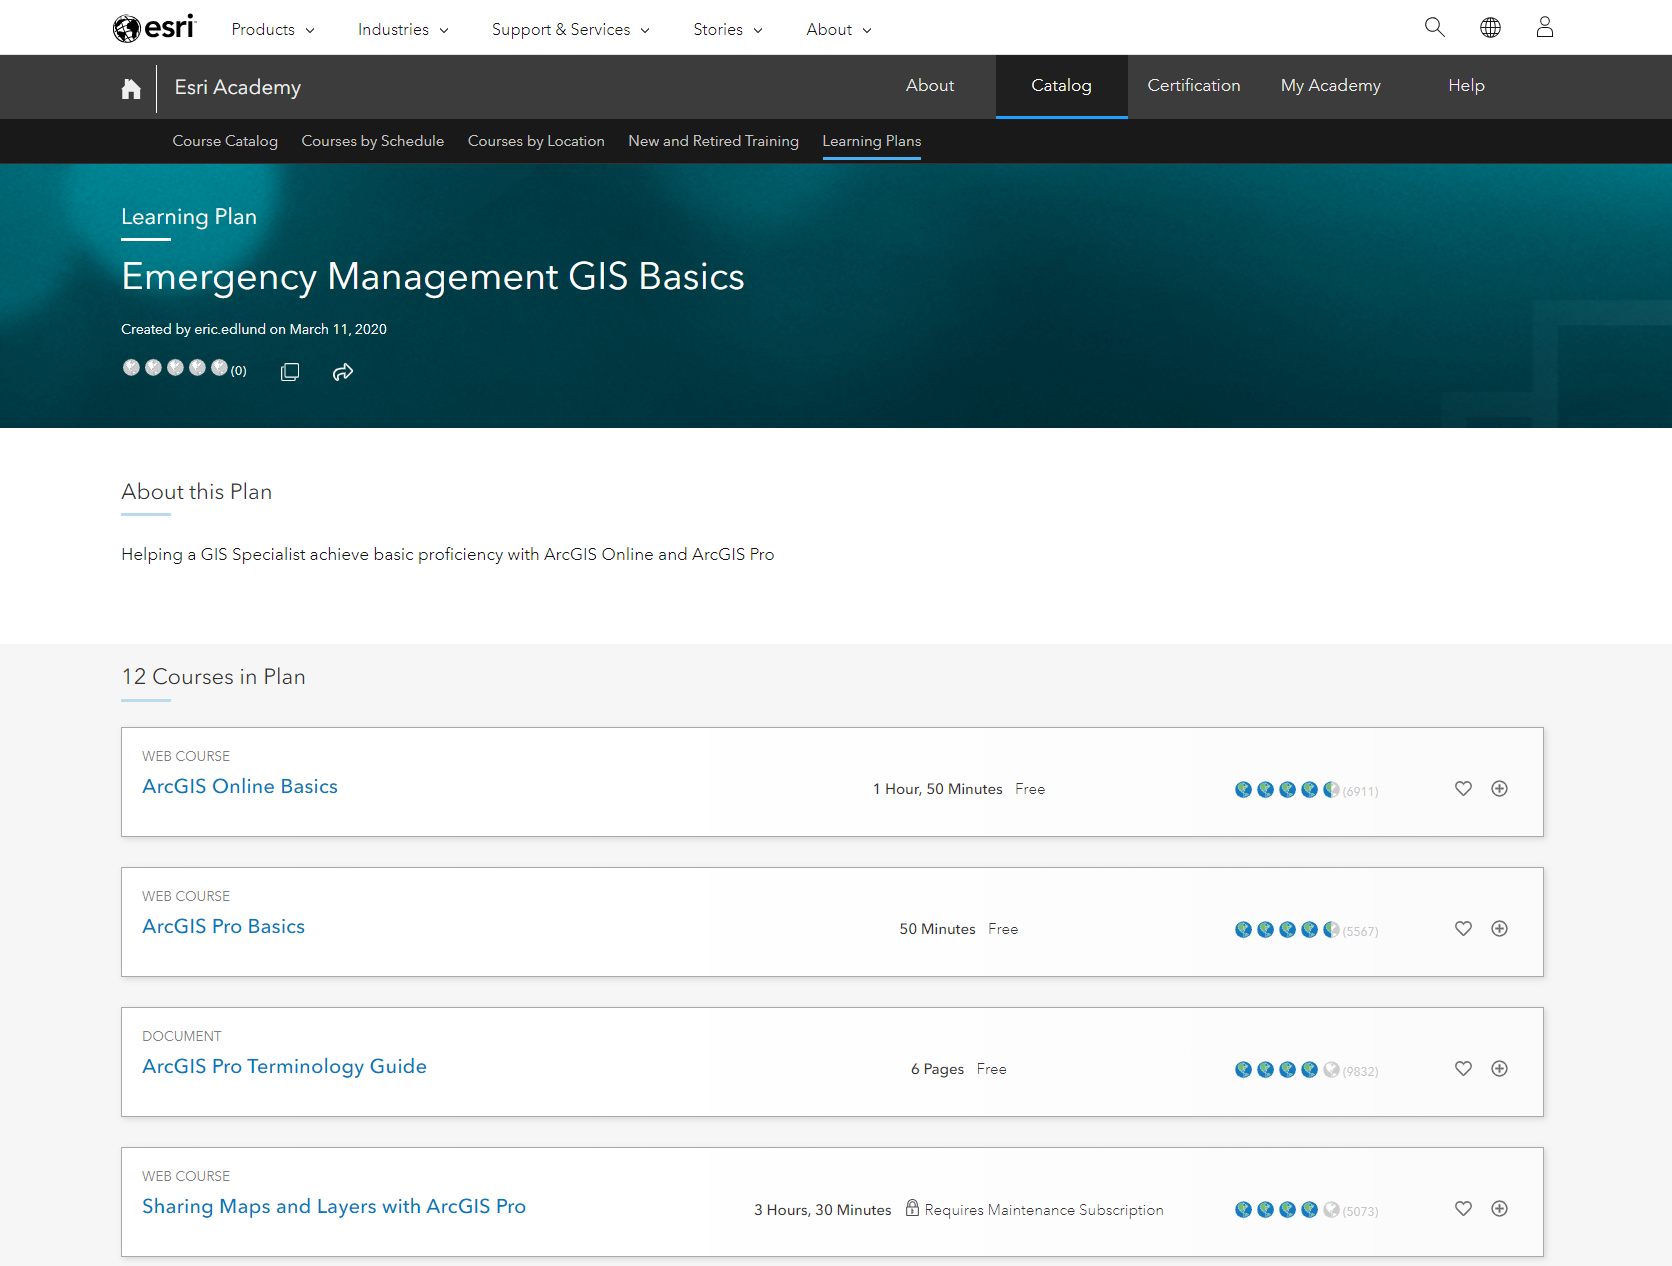 esri Products Industries Support & Services Stories About
Esri Academy About Catalog Certification My Academy Help
Course Catalog Courses by Schedule Courses by Location New and Retired Training Learning Plans
Learning Plan
Emergency Management GIS Basics
Created by eric.edlund on March 11, 2020
(0)
About this Plan
Helping a GIS Specialist achieve basic proficiency with ArcGIS Online and ArcGIS Pro
12 Courses in Plan
WEB COURSE
ArcGIS Online Basics
1 Hour, 50 Minutes Free (6911)
WEB COURSE
ArcGIS Pro Basics
50 Minutes Free (5567)
DOCUMENT
ArcGIS Pro Terminology Guide
6 Pages Free (9832)
WEB COURSE
Sharing Maps and Layers with ArcGIS Pro
3 Hours, 30 Minutes Requires Maintenance Subscription (5073)